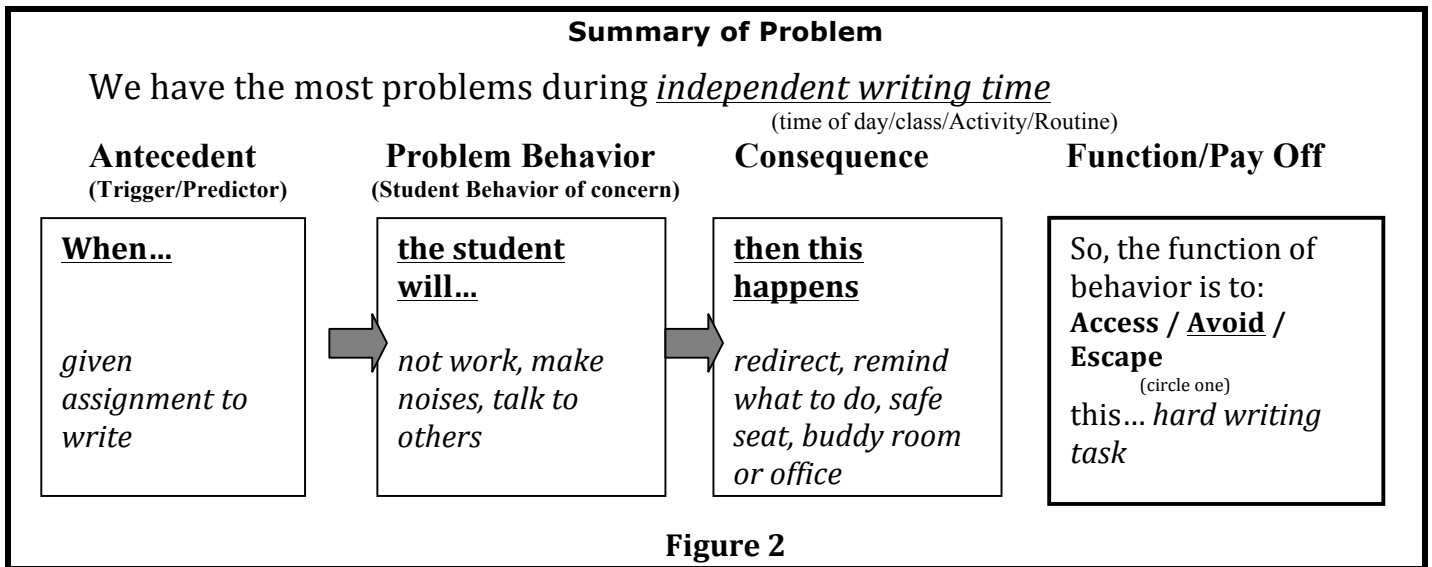 Summary of Problem
We have the most problems during independent writing time
(time of day/class/Activity/Routine)
Antecedent
(Trigger/Predictor)
Problem Behavior
(Student Behavior of concern)
Consequence
Function/Pay Off
When...
given
assignment to
write
the student
will...
not work, make
noises, talk to
others
then this
happens
redirect, remind
what to do, safe
seat, buddy room
or office
So, the function of
behavior is to:
Access / Avoid /
Escape
(circle one)
this... hard writing
task
Figure 2